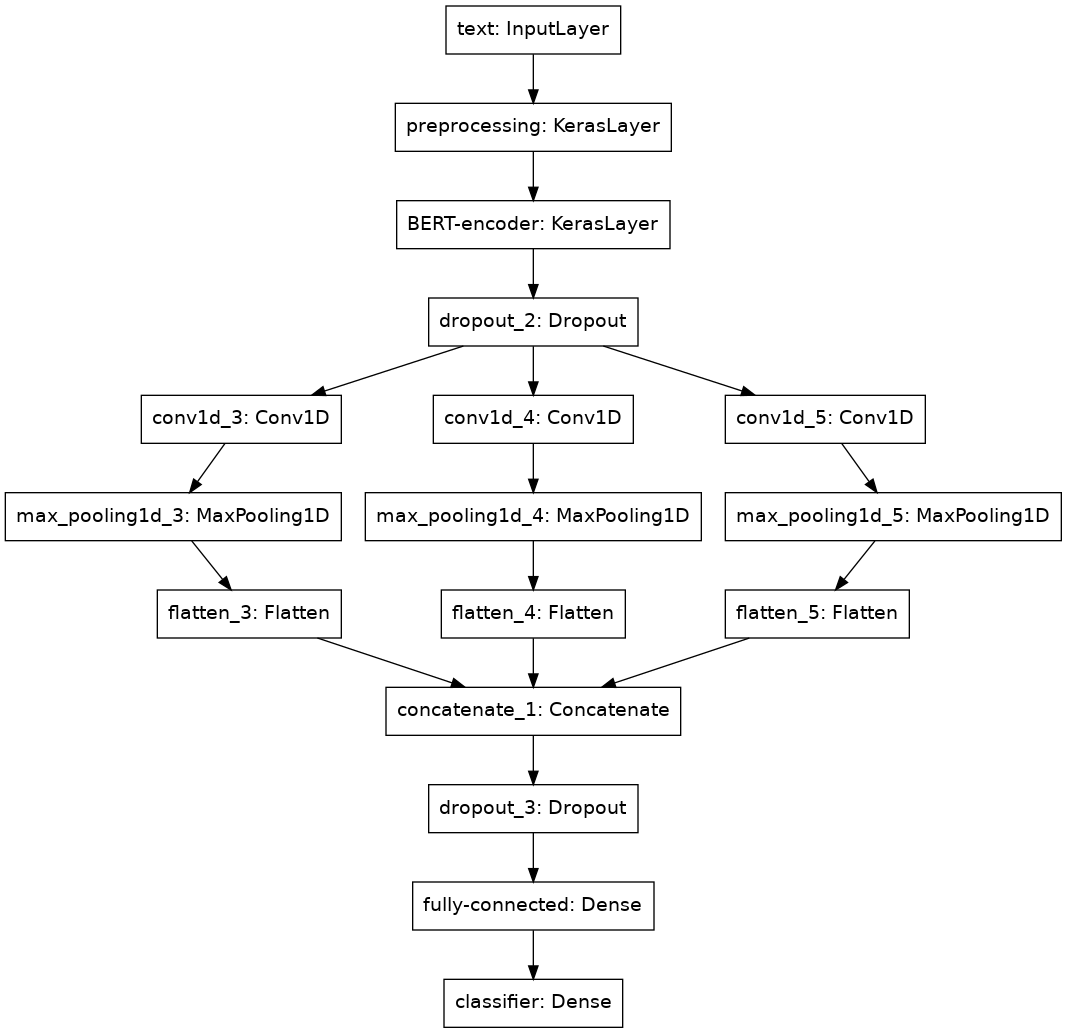 text: InputLayer
preprocessing: KerasLayer
BERT-encoder: KerasLayer
dropout_2: Dropout
conv1d_3: Conv1D
conv1d_4: Conv1D
conv1d_5: Conv1D
max_pooling1d_3: MaxPooling1D
max_pooling1d_4: MaxPooling1D
max_pooling1d_5: MaxPooling1D
flatten_3: Flatten
flatten_4: Flatten
flatten_5: Flatten
concatenate_1: Concatenate
dropout_3: Dropout
fully-connected: Dense
classifier: Dense